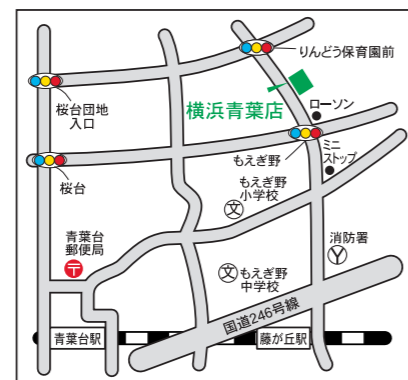 りんどう保育園前
桜台団地
入口
横浜青葉店
ローソン
もえぎ野
ミニ
ストップ
桜台
もえぎ野
小学校
文
青葉台
郵便局
〒
消防署
Y
文
もえぎ野
中学校
国道246号線
青葉台駅
藤が丘駅